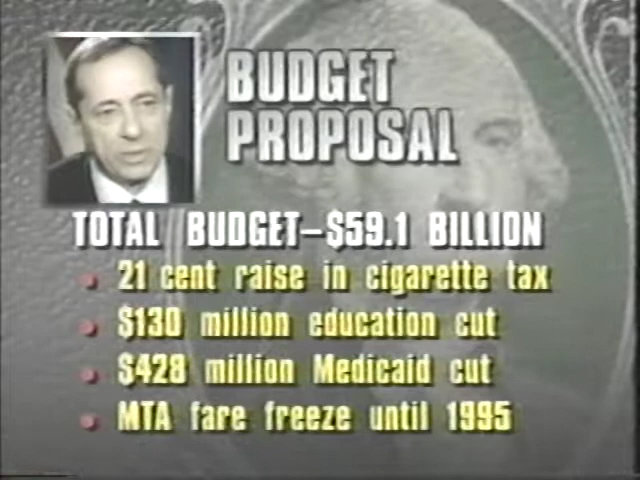 BUDGET
PROPOSAL
TOTAL BUDGET–$59.1 BILLION
• 21 cent raise in cigarette tax
• $130 million education cut
• $428 million Medicaid cut
• MTA fare freeze until 1995